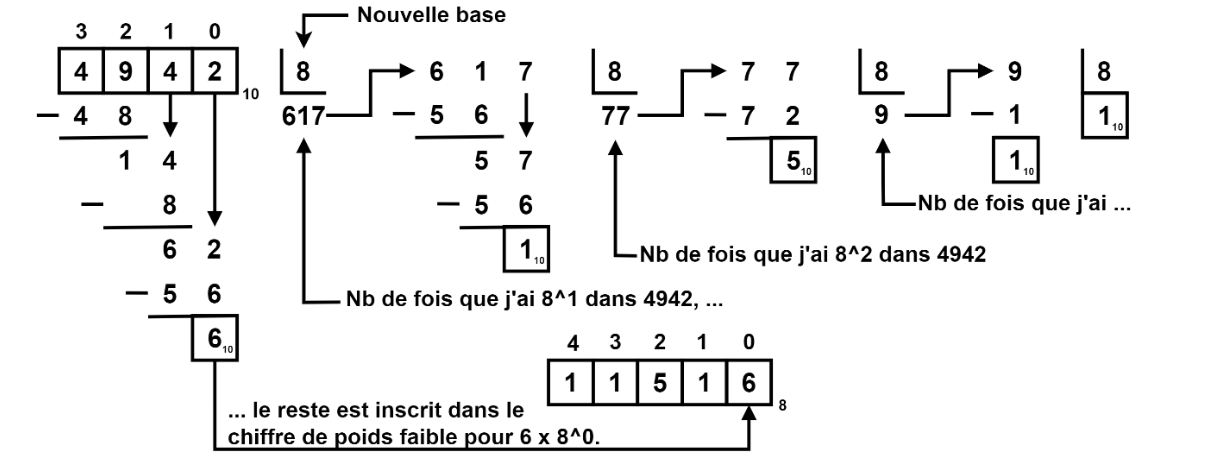 Nouvelle base
3 2 1 0
4 9 4 2 10 8 6 1 7 8 7 7 8 9 8
− 4 8 617 − 5 6 77 − 7 2 9 − 1 1 10
1 4 5 7 5 10 1 10
− 8 − 5 6 Nb de fois que j'ai ...
6 2 1 10 Nb de fois que j'ai 8^2 dans 4942
− 5 6 Nb de fois que j'ai 8^1 dans 4942, ...
6 10
4 3 2 1 0
1 1 5 1 6 8
... le reste est inscrit dans le
chiffre de poids faible pour 6 x 8^0.